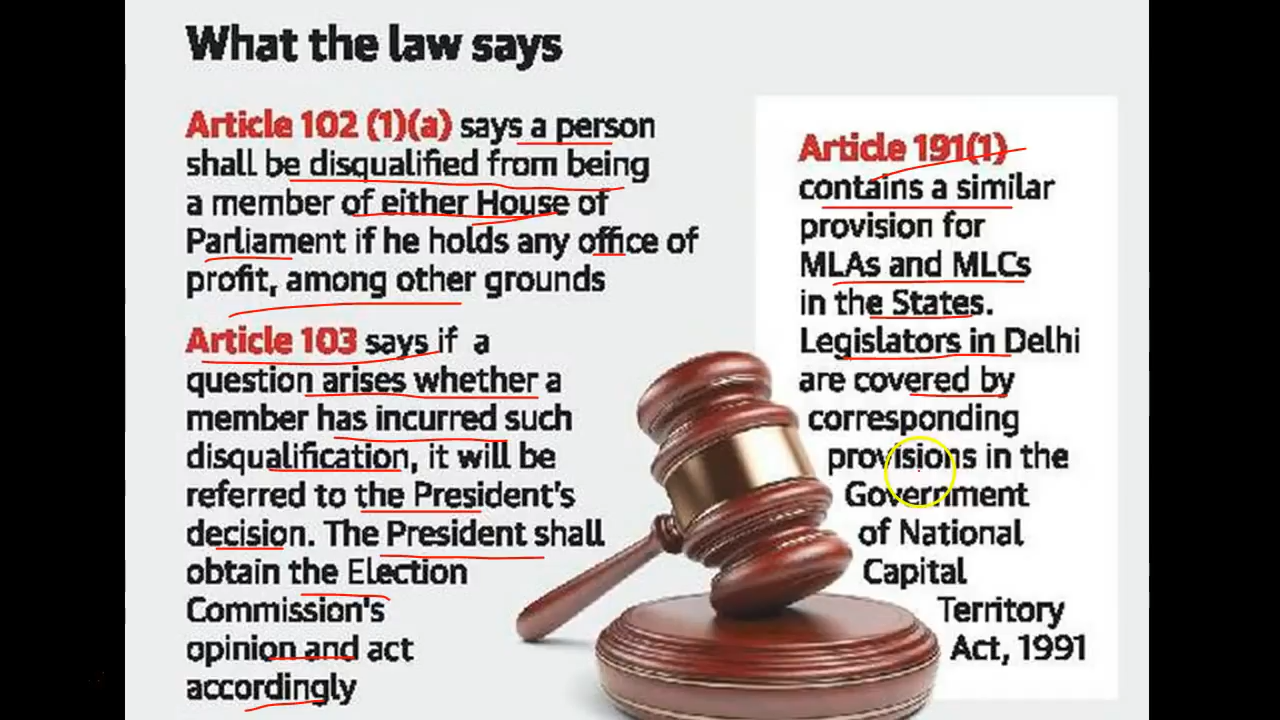 What the law says
Article 102 (1)(a) says a person
shall be disqualified from being
a member of either House of
Parliament if he holds any office of
profit, among other grounds
Article 103 says if a
question arises whether a
member has incurred such
disqualification, it will be
referred to the President's
decision. The President shall
obtain the Election
Commission's
opinion and act
accordingly
Article 191(1)
contains a similar
provision for
MLAs and MLCs
in the States.
Legislators in Delhi
are covered by
corresponding
provisions in the
Government
of National
Capital
Territory
Act, 1991